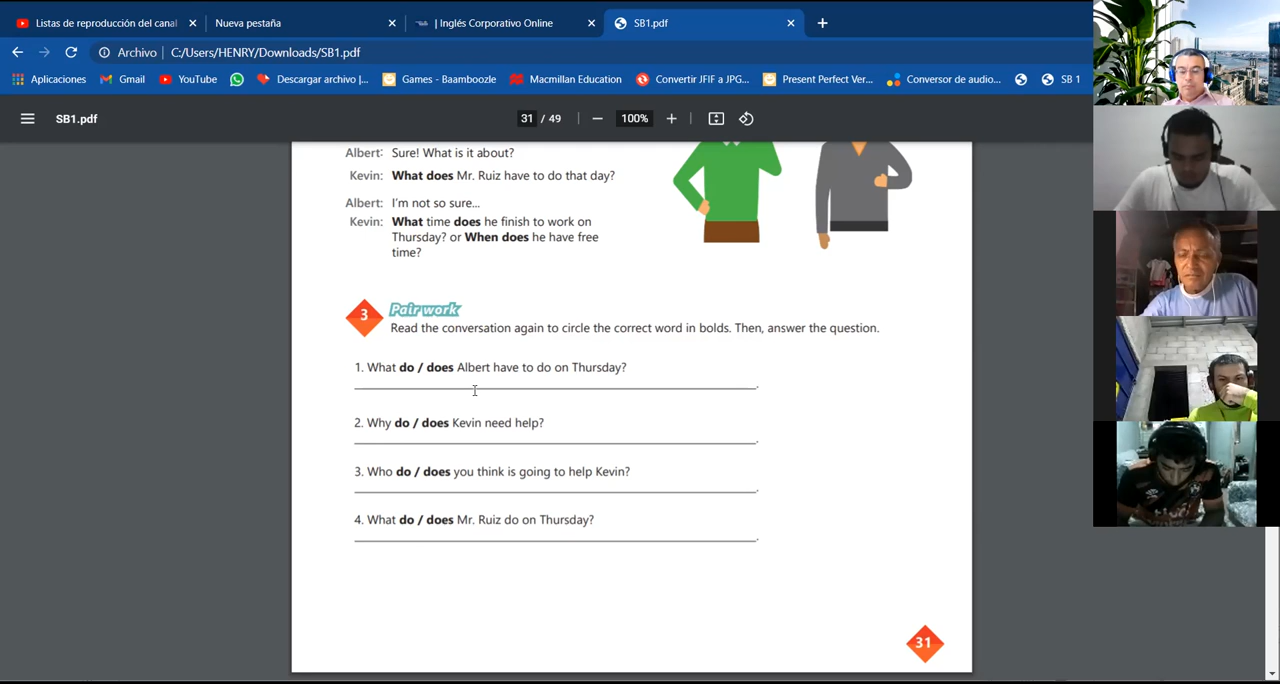 Listas de reproducción del canal
Nueva pestaña
| Inglés Corporativo Online
SB1.pdf
Archivo | C:/Users/HENRY/Downloads/SB1.pdf
Aplicaciones
Gmail
YouTube
Descargar archivo |...
Games - Baamboozle
Macmillan Education
Convertir JFIF a JPG...
Present Perfect Ver...
Conversor de audio...
SB 1
SB1.pdf
31 / 49
100%
Albert: Sure! What is it about?
Kevin: What does Mr. Ruiz have to do that day?
Albert: I'm not so sure...
Kevin: What time does he finish to work on
Thursday? or When does he have free
time?
3
Pair work
Read the conversation again to circle the correct word in bolds. Then, answer the question.
1. What do / does Albert have to do on Thursday?
2. Why do / does Kevin need help?
3. Who do / does you think is going to help Kevin?
4. What do / does Mr. Ruiz do on Thursday?
31